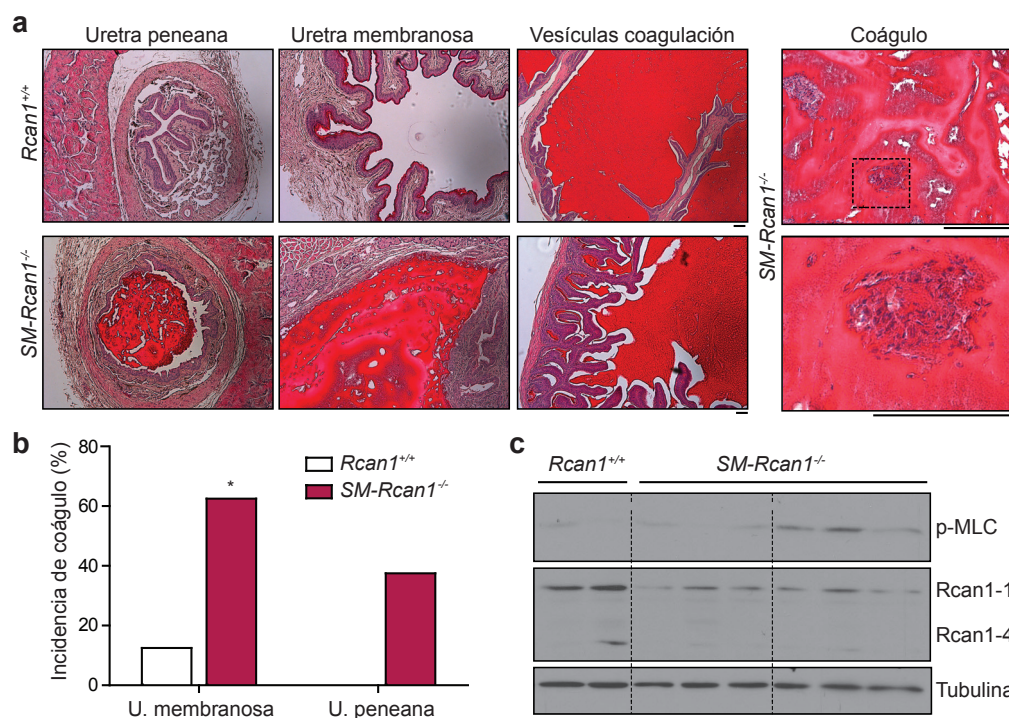 a
Uretra peneana
Uretra membranosa
Vesículas coagulación
Coágulo
Rcan1+/+
SM-Rcan1-/-
SM-Rcan1-/-
b
Incidencia de coágulo (%)
80
60
40
20
0
*
Rcan1+/+
SM-Rcan1-/-
U. membranosa
U. peneana
c
Rcan1+/+
SM-Rcan1-/-
p-MLC
Rcan1-1
Rcan1-4
Tubulina